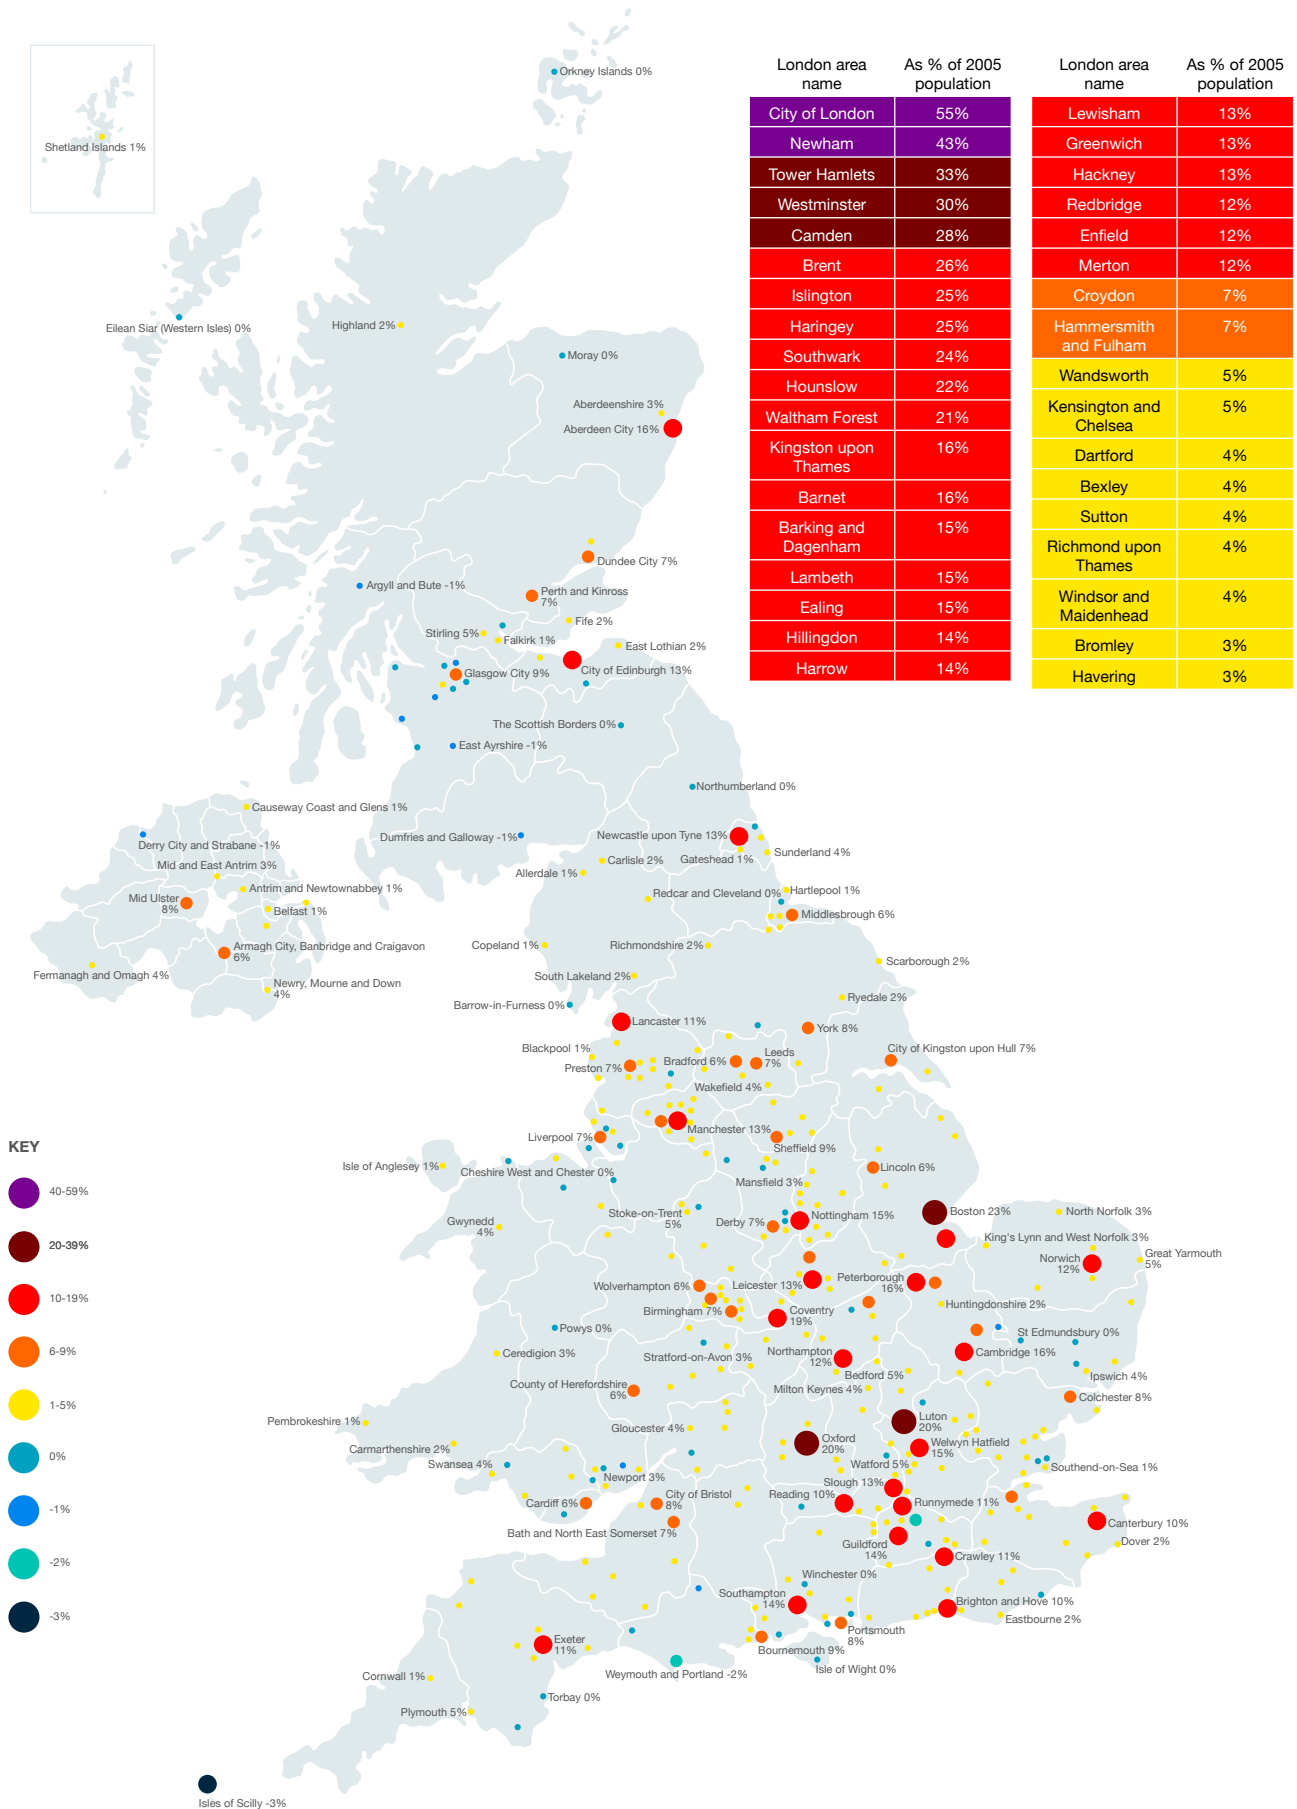 Orkney Islands 0%
Shetland Islands 1%
Eilean Siar (Western Isles) 0%
Highland 2%
Moray 0%
Aberdeenshire 3%
Aberdeen City 16%
Dundee City 7%
Argyll and Bute -1%
Perth and Kinross
7%
Fife 2%
Stirling 5%
Falkirk 1%
East Lothian 2%
Glasgow City 9%
City of Edinburgh 13%
The Scottish Borders 0%
East Ayrshire -1%
Northumberland 0%
Causeway Coast and Glens 1%
Dumfries and Galloway -1%
Newcastle upon Tyne 13%
Derry City and Strabane -1%
Carlisle 2%
Gateshead 1%
Sunderland 4%
Mid and East Antrim 3%
Allerdale 1%
Antrim and Newtownabbey 1%
Redcar and Cleveland 0%
Hartlepool 1%
Mid Ulster
8%
Belfast 1%
Middlesbrough 6%
Armagh City, Banbridge and Craigavon
6%
Copeland 1%
Richmondshire 2%
Fermanagh and Omagh 4%
South Lakeland 2%
Scarborough 2%
Newry, Mourne and Down
4%
Barrow-in-Furness 0%
Ryedale 2%
Lancaster 11%
York 8%
Blackpool 1%
Leeds
7%
City of Kingston upon Hull 7%
Preston 7%
Bradford 6%
Wakefield 4%
Liverpool 7%
Manchester 13%
Sheffield 9%
Isle of Anglesey 1%
Cheshire West and Chester 0%
Lincoln 6%
Mansfield 3%
Gwynedd
4%
Stoke-on-Trent
5%
Derby 7%
Nottingham 15%
Boston 23%
North Norfolk 3%
King's Lynn and West Norfolk 3%
Norwich
12%
Great Yarmouth
5%
Wolverhampton 6%
Leicester 13%
Peterborough
16%
Birmingham 7%
Coventry
19%
Huntingdonshire 2%
Powys 0%
St Edmundsbury 0%
Ceredigion 3%
Stratford-on-Avon 3%
Northampton
12%
Cambridge 16%
County of Herefordshire
6%
Bedford 5%
Milton Keynes 4%
Ipswich 4%
Colchester 8%
Pembrokeshire 1%
Gloucester 4%
Oxford
20%
Luton
20%
Carmarthenshire 2%
Welwyn Hatfield
15%
Swansea 4%
Newport 3%
Watford 5%
Southend-on-Sea 1%
Cardiff 6%
City of Bristol
8%
Slough 13%
Reading 10%
Runnymede 11%
Canterbury 10%
Bath and North East Somerset 7%
Guildford
14%
Dover 2%
Crawley 11%
Winchester 0%
Southampton
14%
Brighton and Hove 10%
Eastbourne 2%
Exeter
11%
Portsmouth
8%
Bournemouth 9%
Isle of Wight 0%
Weymouth and Portland -2%
Cornwall 1%
Torbay 0%
Plymouth 5%
Isles of Scilly -3%
London area
name
As % of 2005
population
City of London 55%
Newham 43%
Tower Hamlets 33%
Westminster 30%
Camden 28%
Brent 26%
Islington 25%
Haringey 25%
Southwark 24%
Hounslow 22%
Waltham Forest 21%
Kingston upon
Thames
16%
Barnet 16%
Barking and
Dagenham
15%
Lambeth 15%
Ealing 15%
Hillingdon 14%
Harrow 14%
London area
name
As % of 2005
population
Lewisham 13%
Greenwich 13%
Hackney 13%
Redbridge 12%
Enfield 12%
Merton 12%
Croydon 7%
Hammersmith
and Fulham
7%
Wandsworth 5%
Kensington and
Chelsea
5%
Dartford 4%
Bexley 4%
Sutton 4%
Richmond upon
Thames
4%
Windsor and
Maidenhead
4%
Bromley 3%
Havering 3%
KEY
40-59%
20-39%
10-19%
6-9%
1-5%
0%
-1%
-2%
-3%